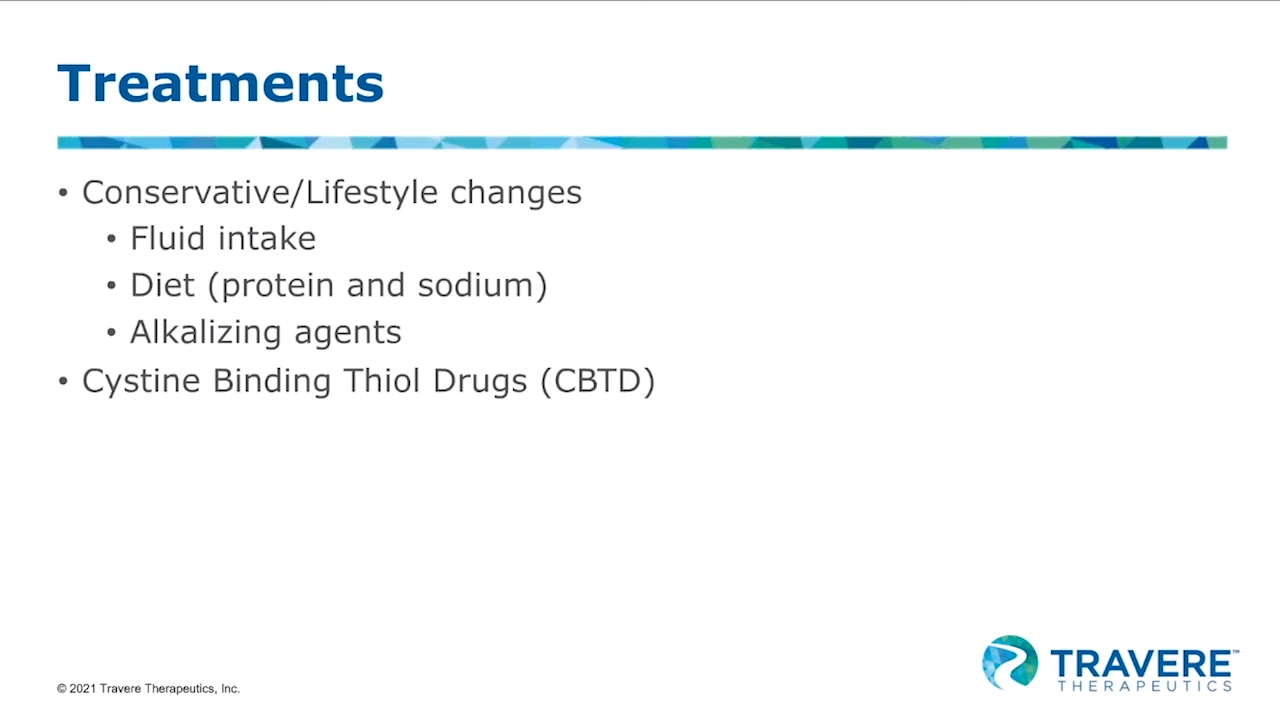 Treatments
• Conservative/Lifestyle changes
• Fluid intake
• Diet (protein and sodium)
• Alkalizing agents
• Cystine Binding Thiol Drugs (CBTD)
TRAVERE™
THERAPEUTICS
© 2021 Travere Therapeutics, Inc.